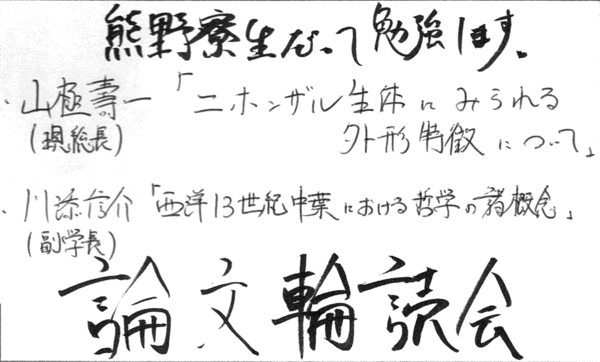 熊野寮生だって勉強します。
・山極壽一「ニホンザル生体にみられる
(現総長)
外形特徴について」
・川添信介「西洋13世紀中葉における哲学の諸概念」
(副学長)
論文輪読会